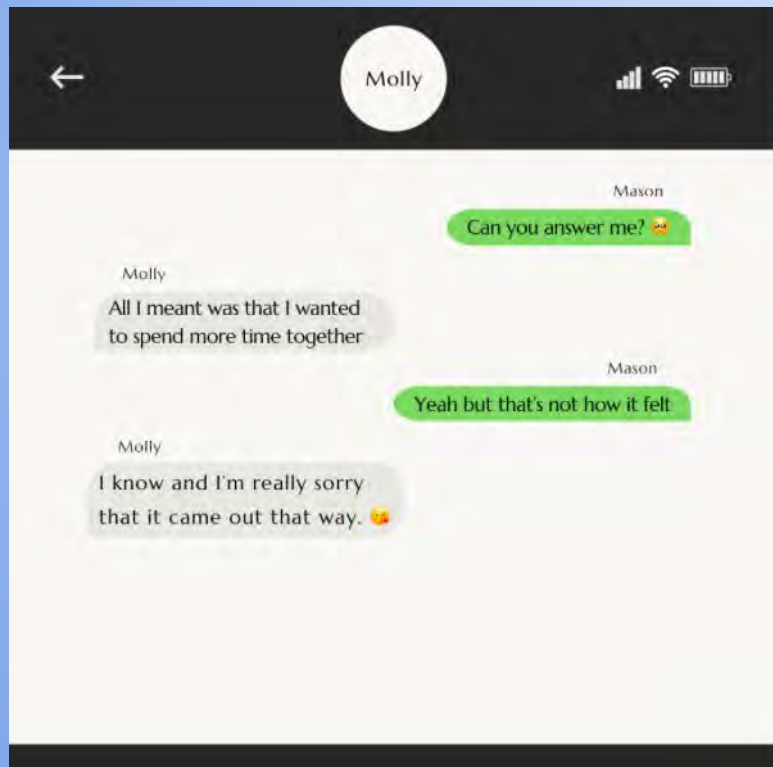 Molly
Mason
Can you answer me? 🥺
Molly
All I meant was that I wanted
to spend more time together
Mason
Yeah but that's not how it felt
Molly
I know and I'm really sorry
that it came out that way. 😘